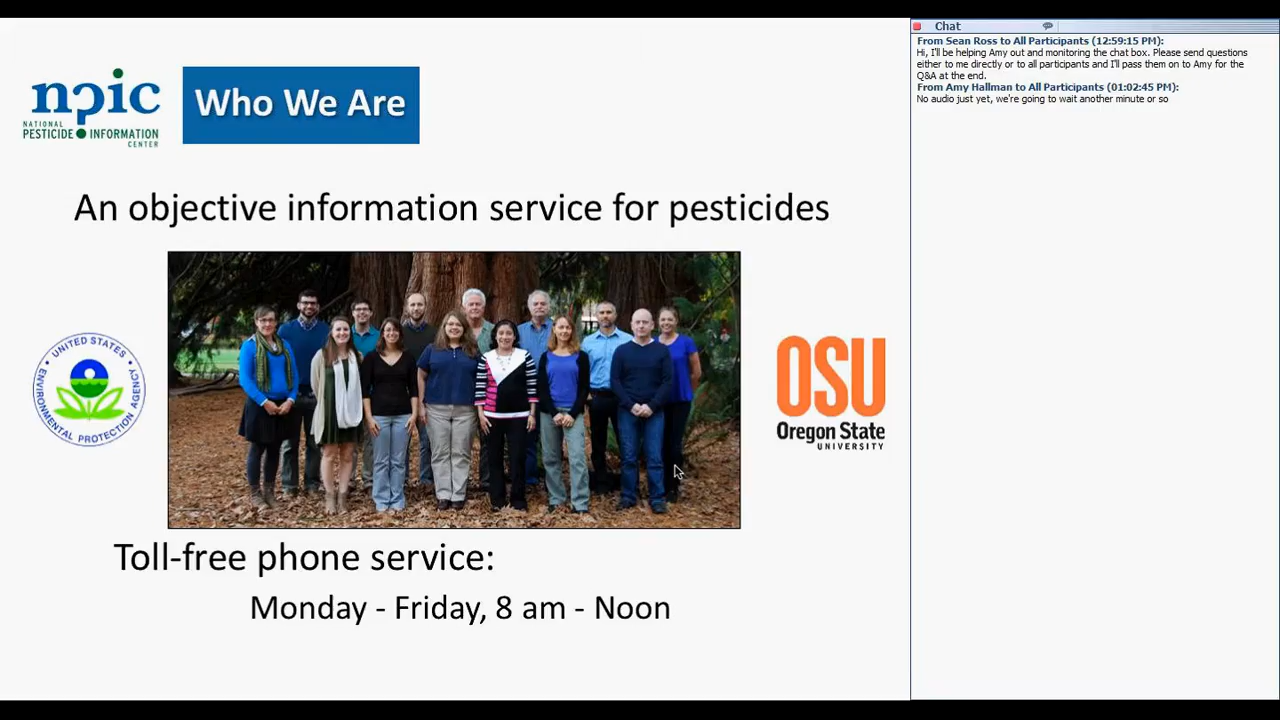 npic
NATIONAL
PESTICIDE INFORMATION
CENTER
Who We Are
An objective information service for pesticides
UNITED STATES
ENVIRONMENTAL PROTECTION AGENCY
OSU
Oregon State
UNIVERSITY
Toll-free phone service:
Monday - Friday, 8 am - Noon
Chat
From Sean Ross to All Participants (12:59:15 PM):
Hi, I'll be helping Amy out and monitoring the chat box. Please send questions
either to me directly or to all participants and I'll pass them on to Amy for the
Q&A at the end.
From Amy Hallman to All Participants (01:02:45 PM):
No audio just yet, we're going to wait another minute or so